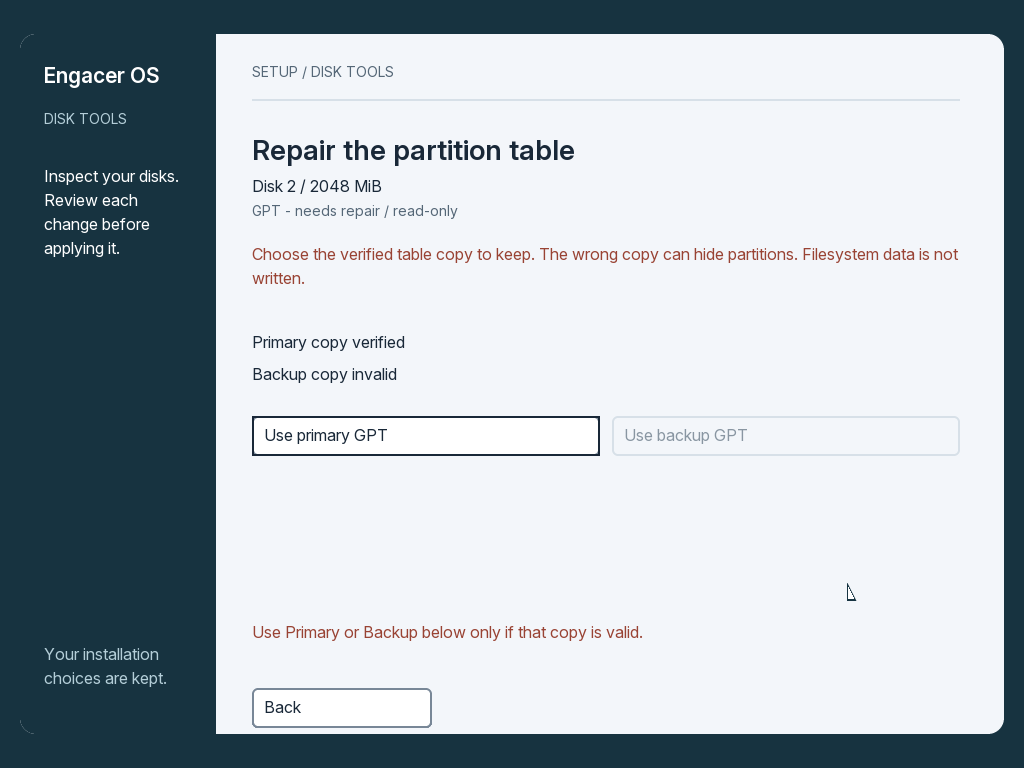 Engacer OS
DISK TOOLS
Inspect your disks.
Review each
change before
applying it.
Your installation
choices are kept.
SETUP / DISK TOOLS
Repair the partition table
Disk 2 / 2048 MiB
GPT - needs repair / read-only
Choose the verified table copy to keep. The wrong copy can hide partitions. Filesystem data is not
written.
Primary copy verified
Backup copy invalid
Use primary GPT
Use backup GPT
Use Primary or Backup below only if that copy is valid.
Back